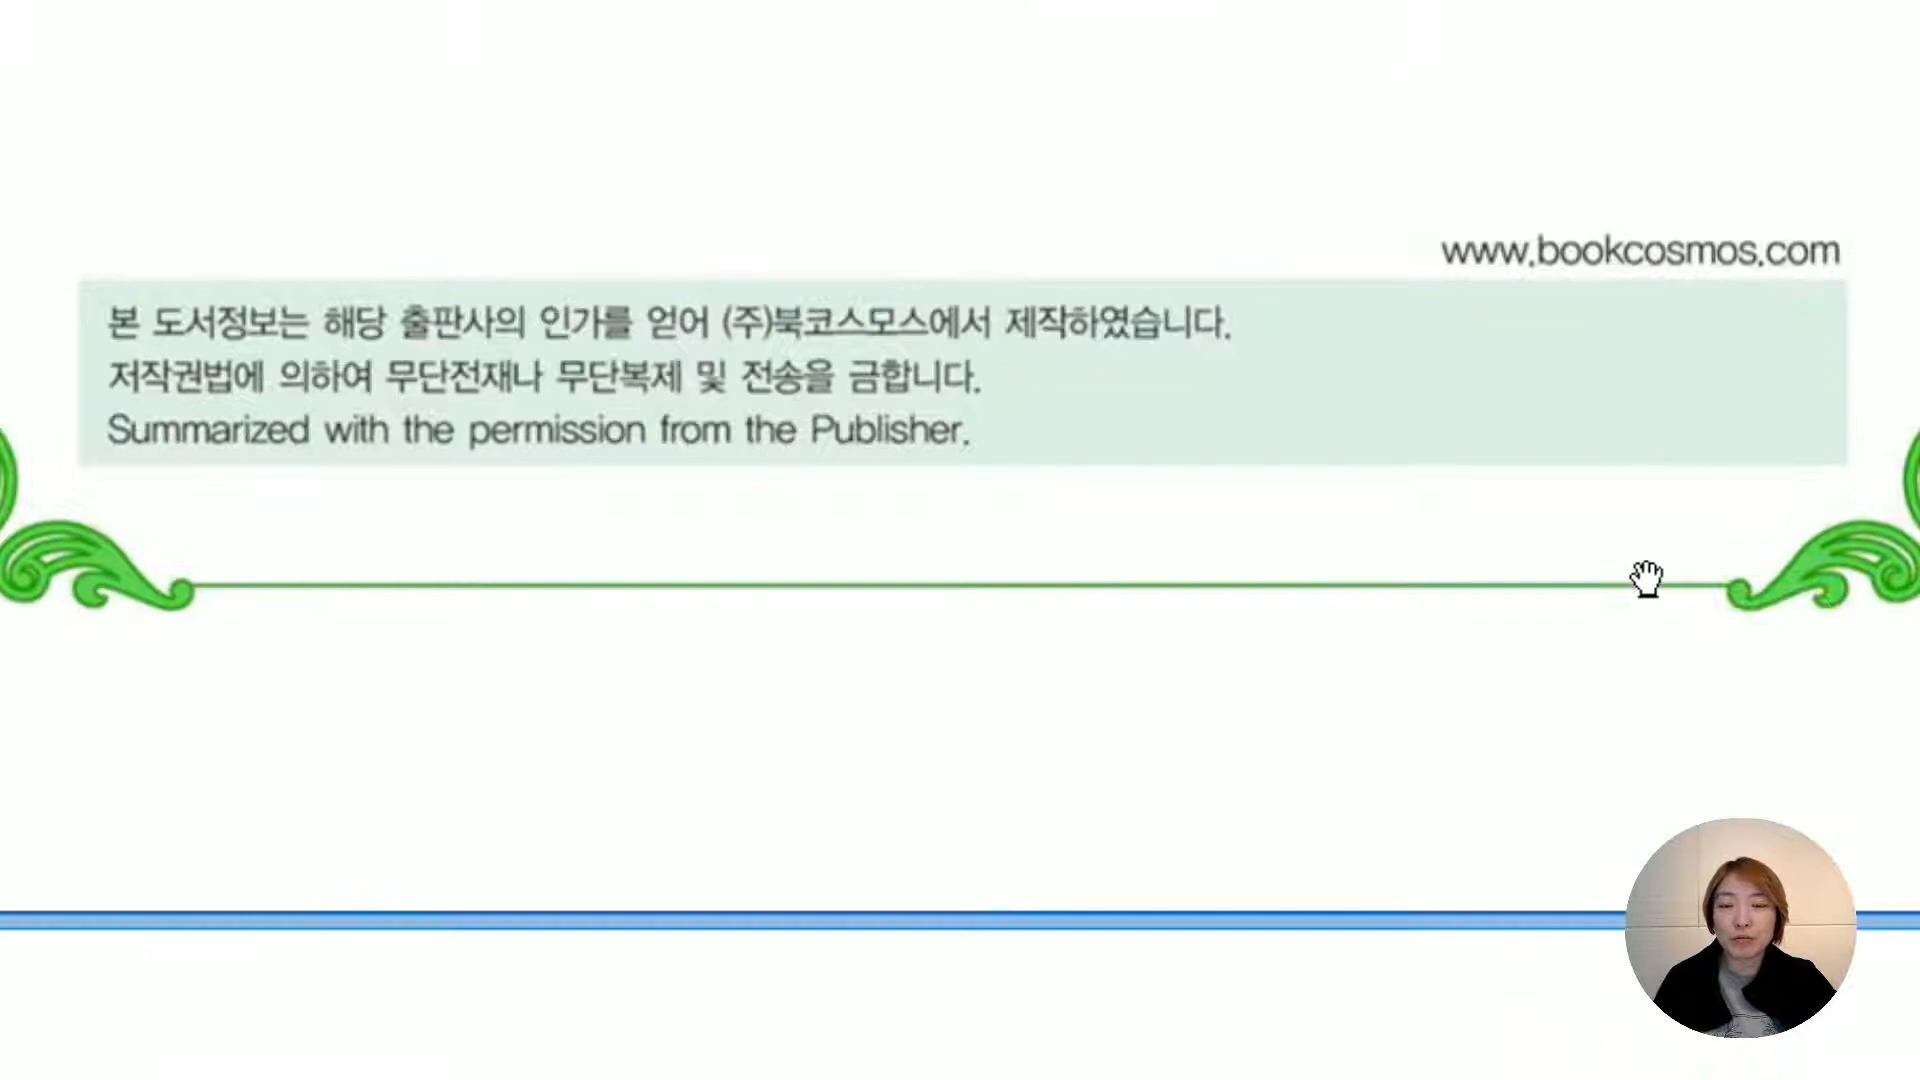 www.bookcosmos.com
본 도서정보는 해당 출판사의 인가를 얻어 (주)북코스모스에서 제작하였습니다.
저작권법에 의하여 무단전재나 무단복제 및 전송을 금합니다.
Summarized with the permission from the Publisher.